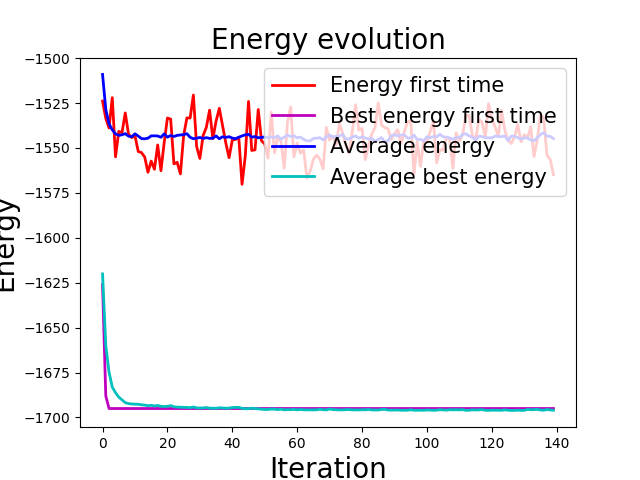 Energy evolution
−1500
−1525
−1550
−1575
−1600
−1625
−1650
−1675
−1700
Energy
Energy first time
Best energy first time
Average energy
Average best energy
0
20
40
60
80
100
120
140
Iteration